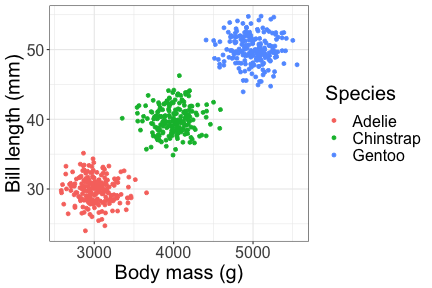 50
40
30
3000 4000 5000
Body mass (g)
Bill length (mm)
Species
Adelie
Chinstrap
Gentoo